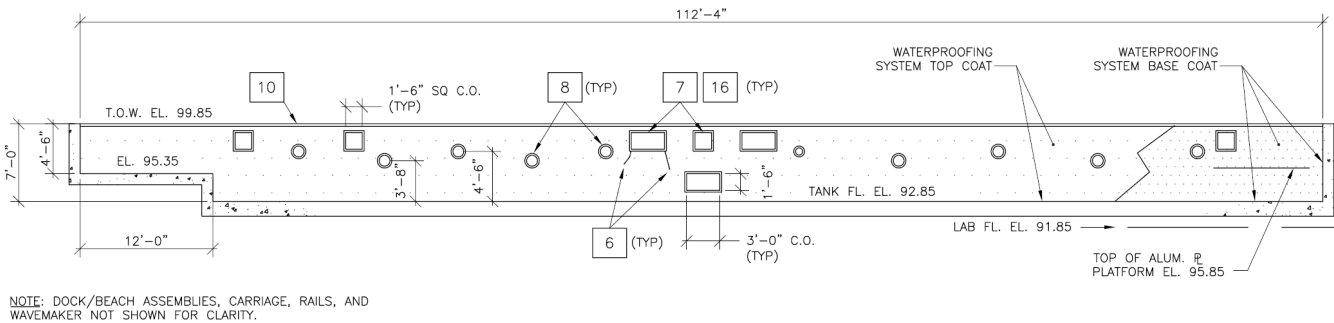 112'-4"
WATERPROOFING
SYSTEM TOP COAT
WATERPROOFING
SYSTEM BASE COAT
10
1'-6" SQ C.O.
(TYP)
8 (TYP)
7 16 (TYP)
T.O.W. EL. 99.85
7'-0"
4'-6"
EL. 95.35
3'-8"
4'-6"
1'-6"
TANK FL. EL. 92.85
12'-0"
6 (TYP)
3'-0" C.O.
(TYP)
LAB FL. EL. 91.85
TOP OF ALUM. ⅊
PLATFORM EL. 95.85
NOTE: DOCK/BEACH ASSEMBLIES, CARRIAGE, RAILS, AND
WAVEMAKER NOT SHOWN FOR CLARITY.